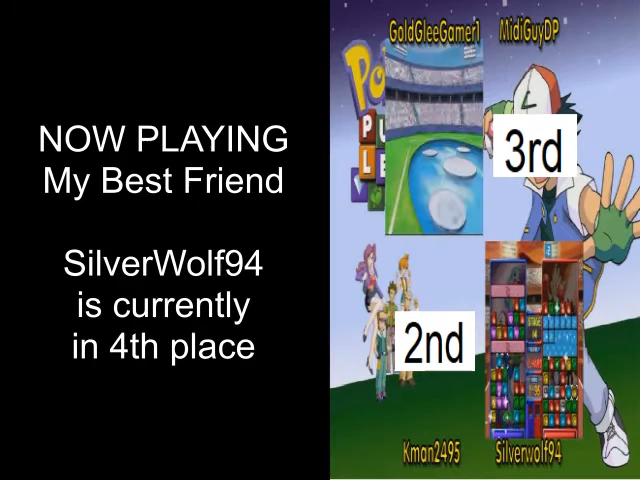 NOW PLAYING
My Best Friend
SilverWolf94
is currently
in 4th place
GoldGleeGamer1
MidiGuyDP
3rd
2nd
Kman2495
Silverwolf94